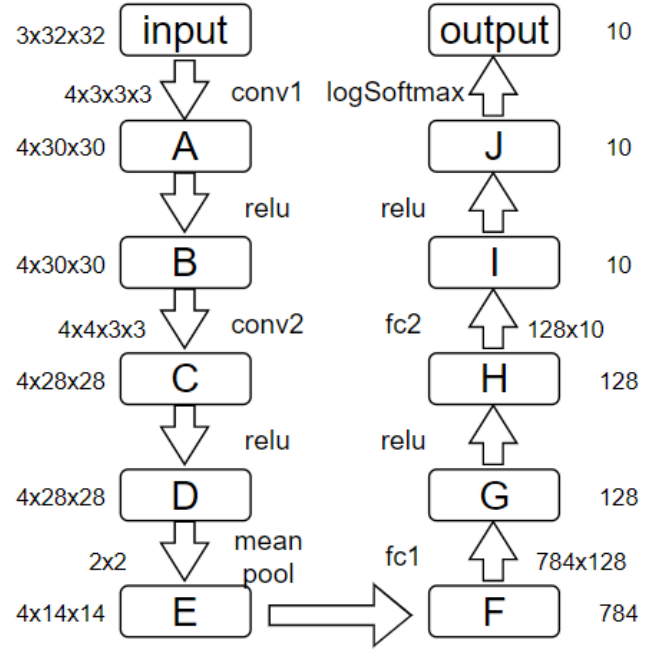 3x32x32 input
4x3x3x3 conv1
4x30x30 A
relu
4x30x30 B
4x4x3x3 conv2
4x28x28 C
relu
4x28x28 D
2x2 mean
pool
4x14x14 E
output 10
logSoftmax
J 10
relu
I 10
fc2 128x10
H 128
relu
G 128
fc1 784x128
F 784